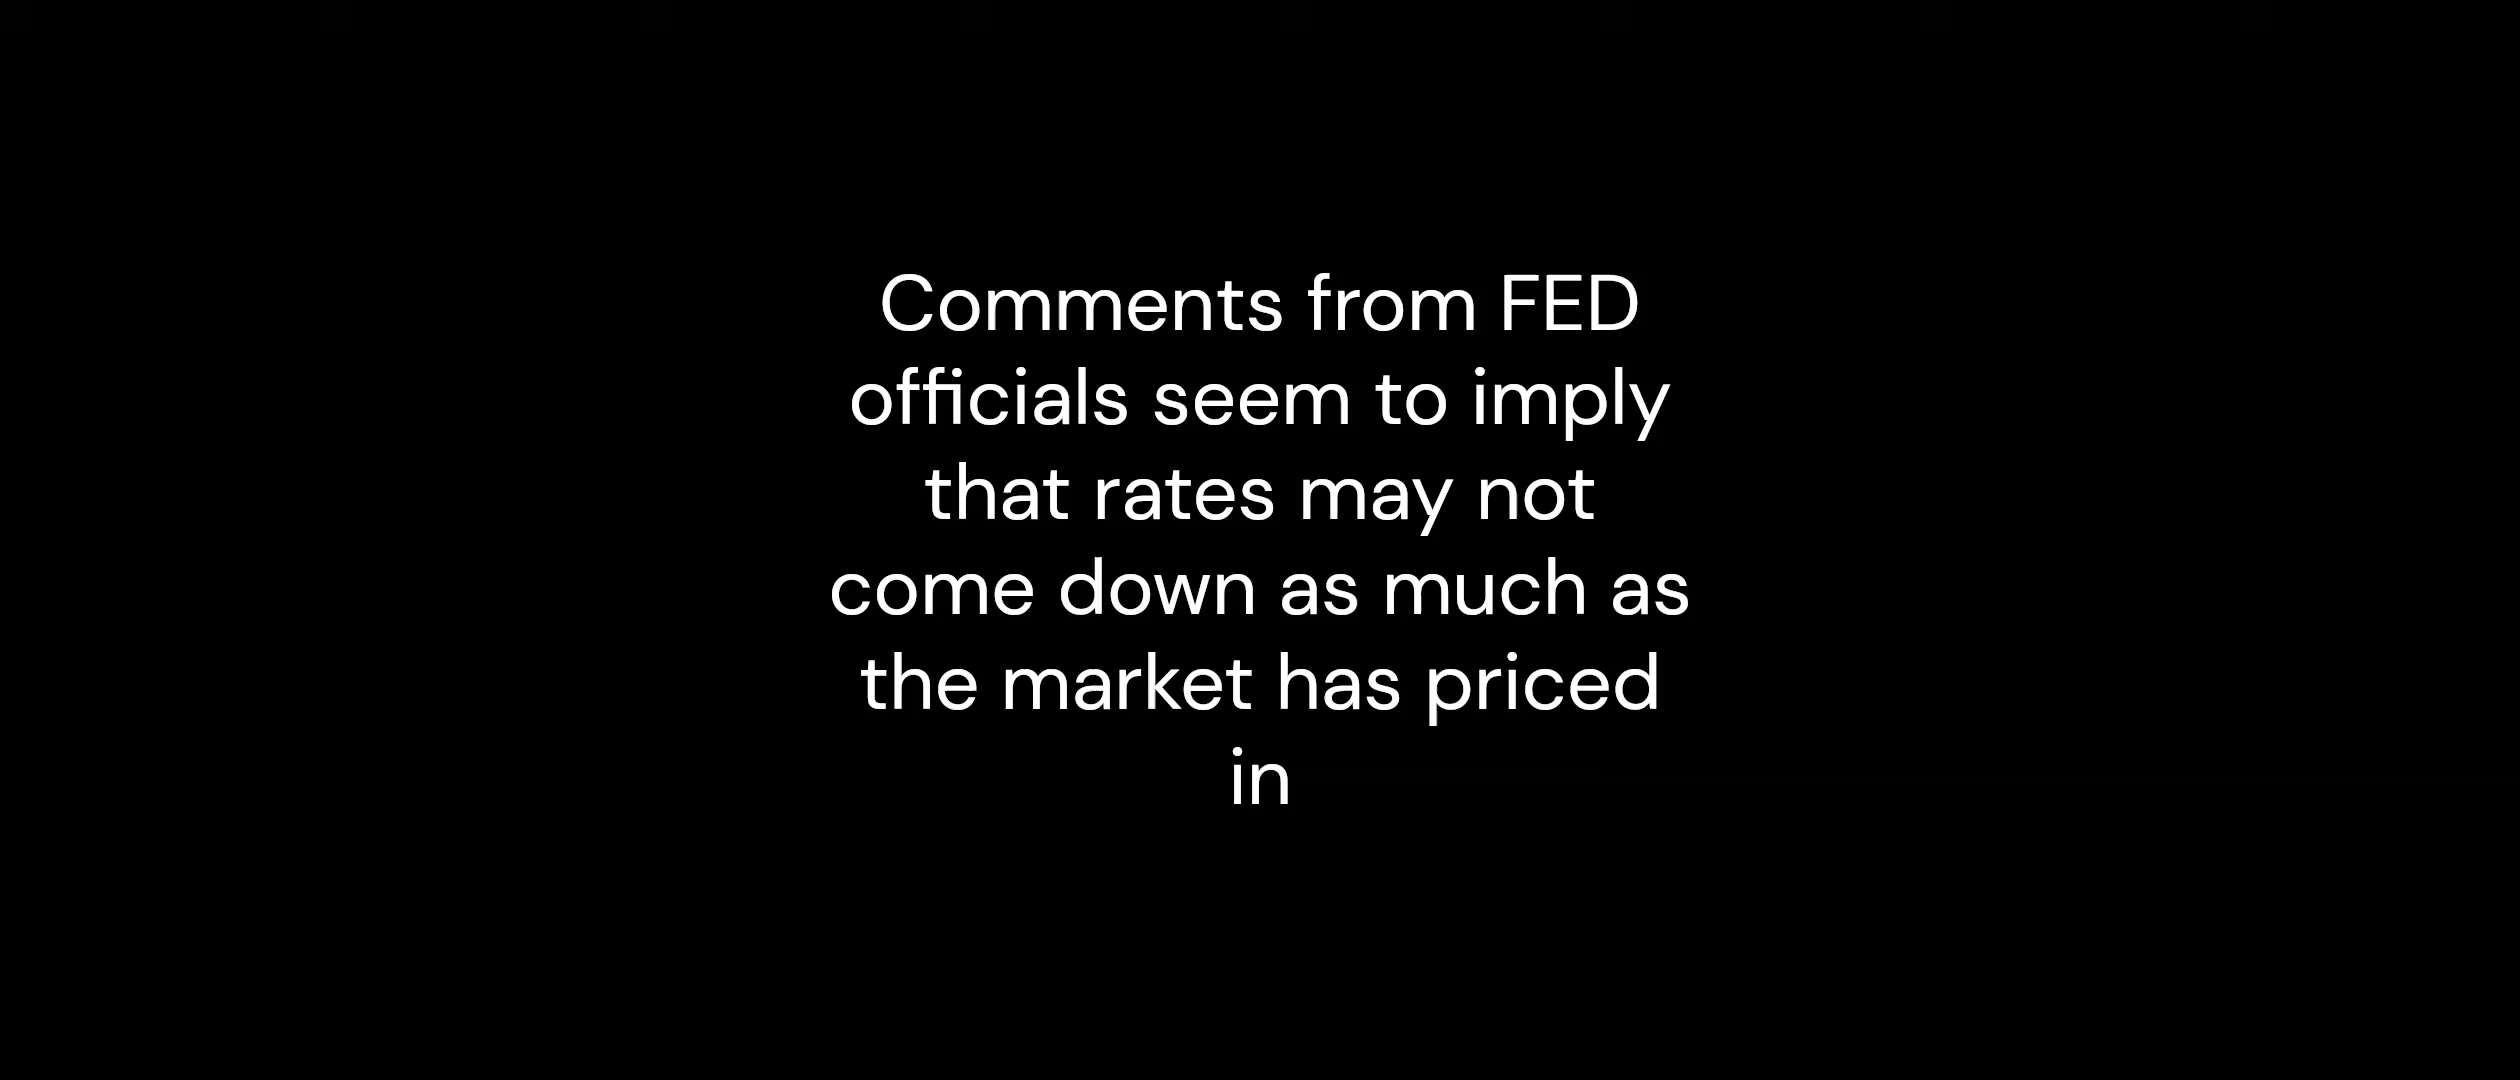 Comments from FED
officials seem to imply
that rates may not
come down as much as
the market has priced
in